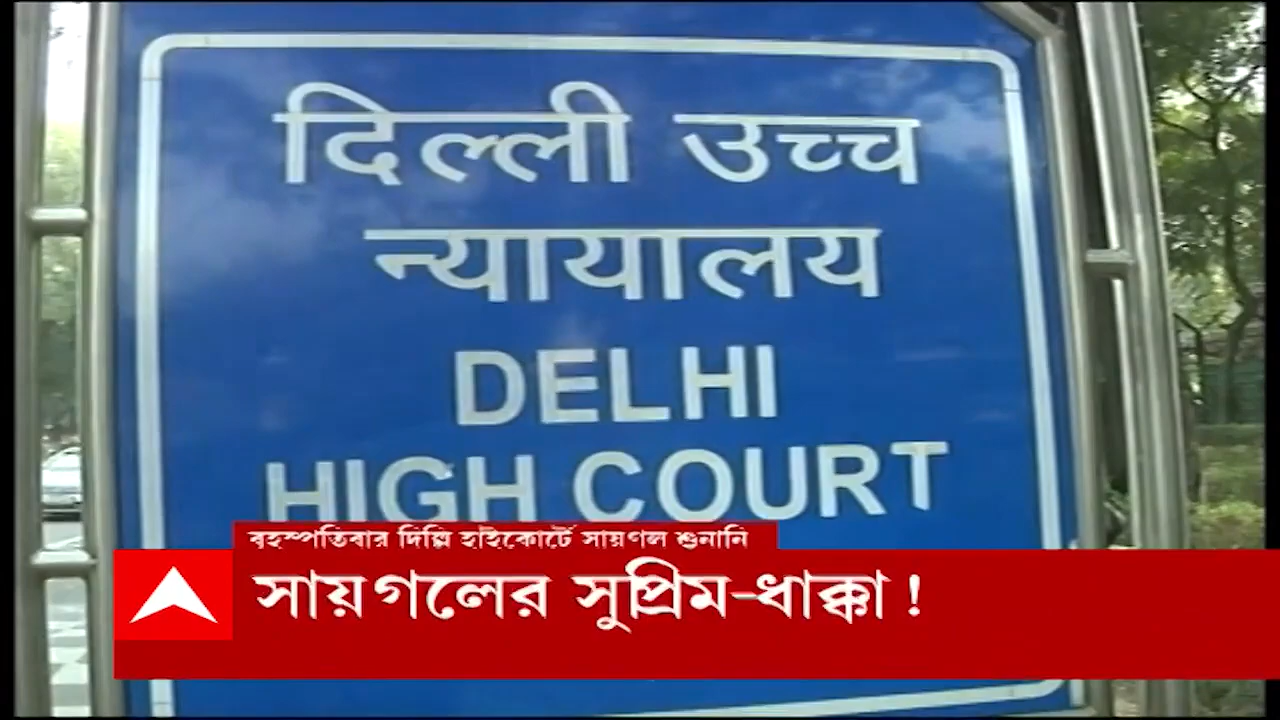 दिल्ली उच्च
न्यायालय
DELHI
HIGH COURT
বৃহস্পতিবার দিল্লি হাইকোর্টে সায়গল শুনানি
সায়গলের সুপ্রিম-ধাক্কা!